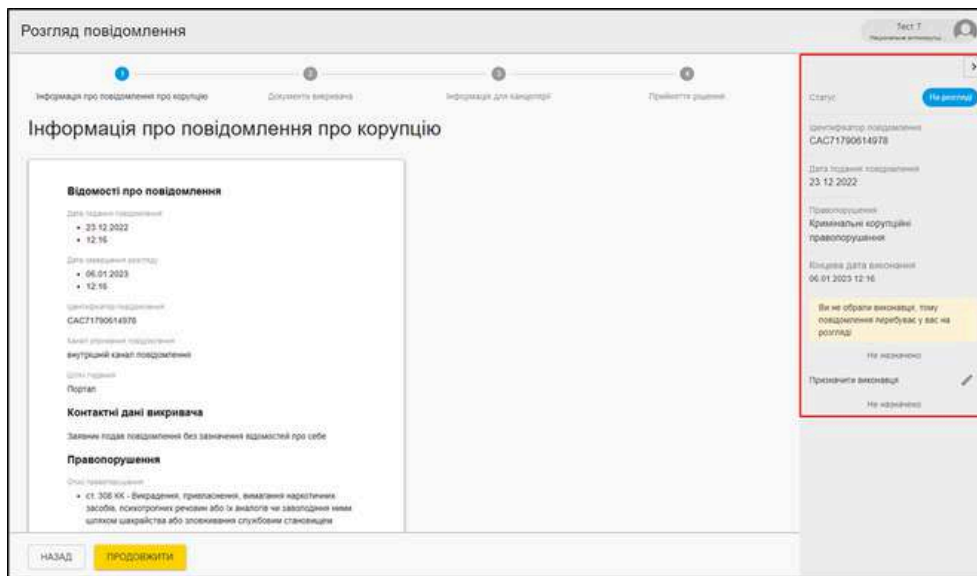 Розгляд повідомлення
Тест Т.
1
2
3
4
Інформація про повідомлення про корупцію
Документи викривача
Інформація для канцелярії
Прийняття рішення
Інформація про повідомлення про корупцію
Відомості про повідомлення
Дата подання повідомлення
23.12.2022
12:16
Дата завершення розгляду
06.01.2023
12:16
Ідентифікатор повідомлення
CAC71790614978
Канал отримання повідомлення
внутрішній канал повідомлення
Шлях подання
Портал
Контактні дані викривача
Заявник подав повідомлення без зазначення відомостей про себе
Правопорушення
Опис правопорушення
ст. 308 КК - Викрадення, привласнення, вимагання наркотичних
засобів, психотропних речовин або їх аналогів чи заволодіння ними
шляхом шахрайства або зловживання службовим становищем
НАЗАД
ПРОДОВЖИТИ
Статус
На розгляді
Ідентифікатор повідомлення
CAC71790614978
Дата подання повідомлення
23.12.2022
Правопорушення
Кримінальні корупційні
правопорушення
Кінцева дата виконання
06.01.2023 12:16
Ви не обрали виконавця, тому
повідомлення перебуває у вас на
розгляді
Не назначено
Призначити виконавця
Не назначено